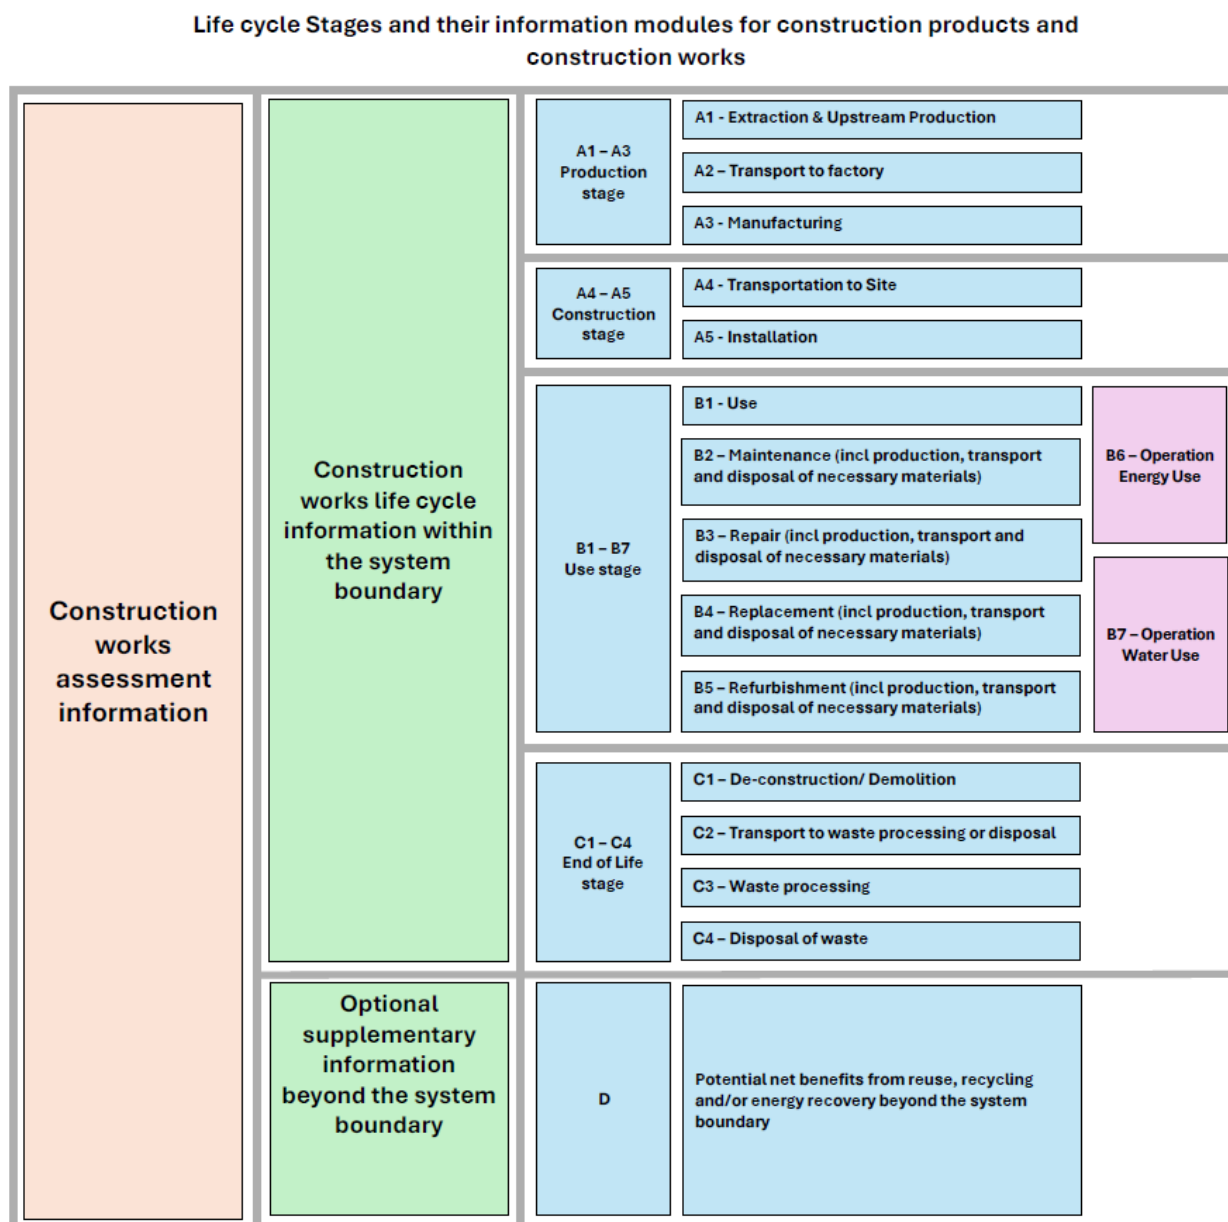 Life cycle Stages and their information modules for construction products and
construction works
Construction
works
assessment
information
Construction
works life cycle
information within
the system
boundary
A1 – A3
Production
stage
A1 - Extraction & Upstream Production
A2 – Transport to factory
A3 - Manufacturing
A4 – A5
Construction
stage
A4 - Transportation to Site
A5 - Installation
B1 – B7
Use stage
B1 - Use
B2 – Maintenance (incl production, transport
and disposal of necessary materials)
B3 – Repair (incl production, transport and
disposal of necessary materials)
B4 – Replacement (incl production, transport
and disposal of necessary materials)
B5 – Refurbishment (incl production, transport
and disposal of necessary materials)
B6 – Operation
Energy Use
B7 – Operation
Water Use
C1 – C4
End of Life
stage
C1 – De-construction/ Demolition
C2 – Transport to waste processing or disposal
C3 – Waste processing
C4 – Disposal of waste
Optional
supplementary
information
beyond the system
boundary
D
Potential net benefits from reuse, recycling
and/or energy recovery beyond the system
boundary